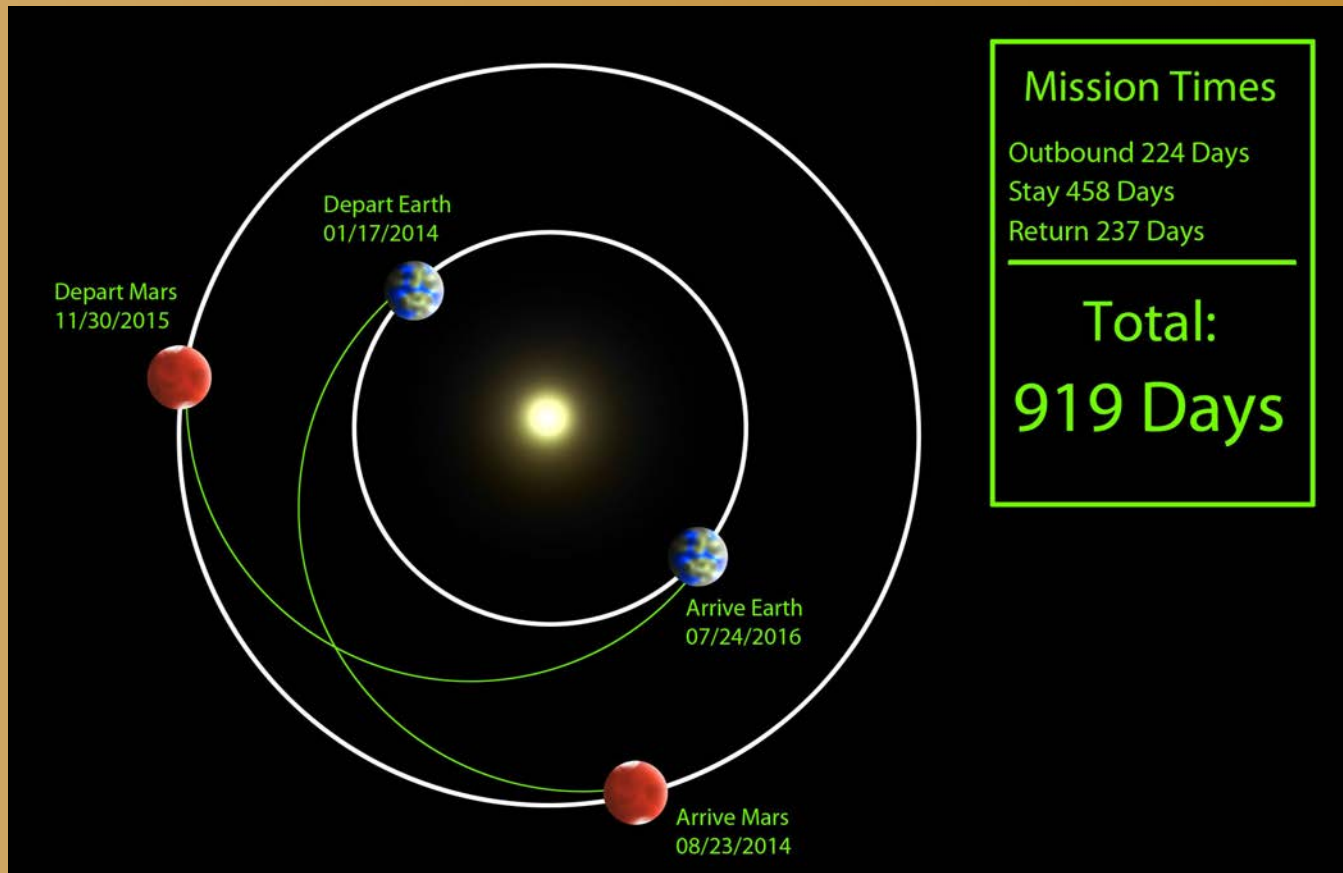 Mission Times
Outbound 224 Days
Stay 458 Days
Return 237 Days
Total:
919 Days
Depart Earth
01/17/2014
Depart Mars
11/30/2015
Arrive Earth
07/24/2016
Arrive Mars
08/23/2014